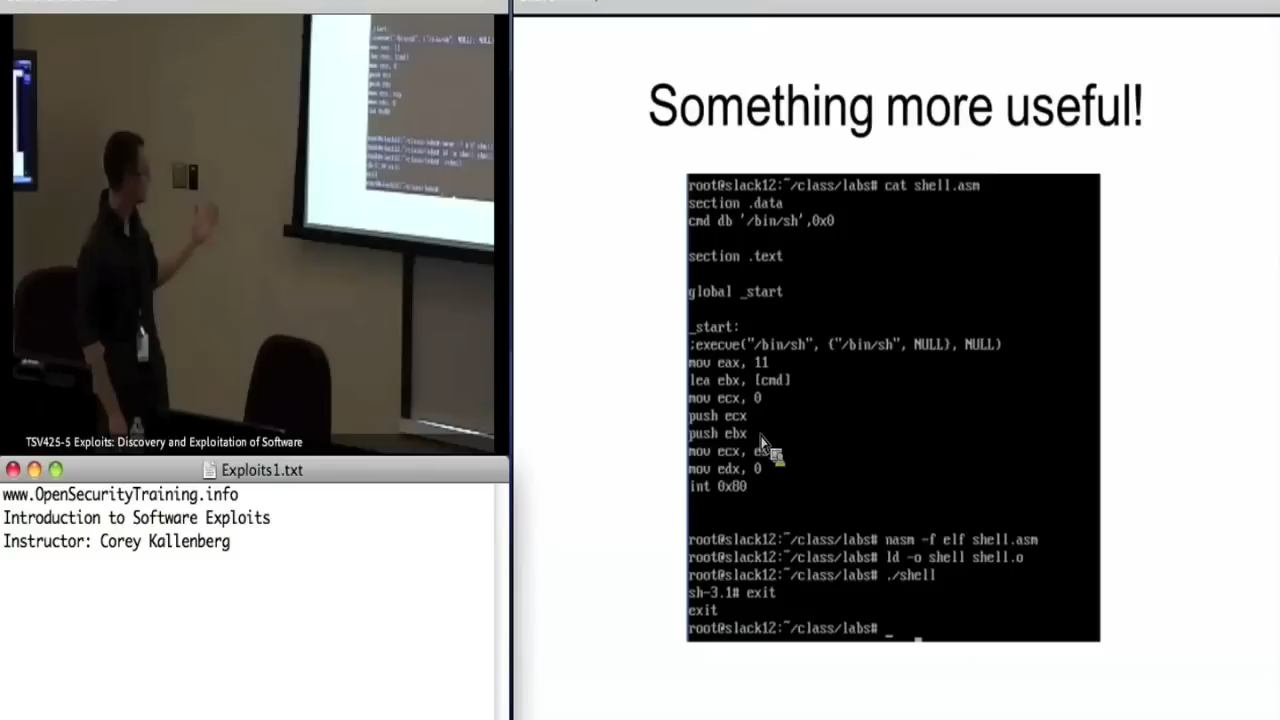 Something more useful!
root@slack12:~/class/labs# cat shell.asm
section .data
cmd db '/bin/sh',0x0
section .text
global _start
_start:
;execve("/bin/sh", {"/bin/sh", NULL}, NULL)
mov eax, 11
lea ebx, [cmd]
mov ecx, 0
push ecx
push ebx
mov ecx,
mov edx, 0
int 0x80
root@slack12:~/class/labs# nasm -f elf shell.asm
root@slack12:~/class/labs# ld -o shell shell.o
root@slack12:~/class/labs# ./shell
sh-3.1# exit
exit
root@slack12:~/class/labs# _
TSV425-S Exploits: Discovery and Exploitation of Software
Exploits1.txt
www.OpenSecurityTraining.info
Introduction to Software Exploits
Instructor: Corey Kallenberg